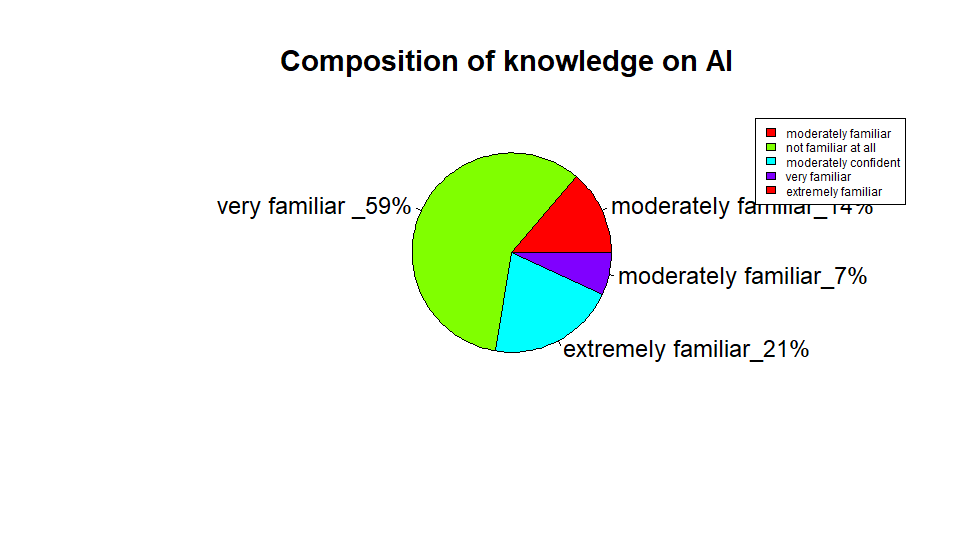 Composition of knowledge on AI
moderately familiar
not familiar at all
moderately confident
very familiar
extremely familiar
very familiar _59%
moderately familiar_14%
moderately familiar_7%
extremely familiar_21%